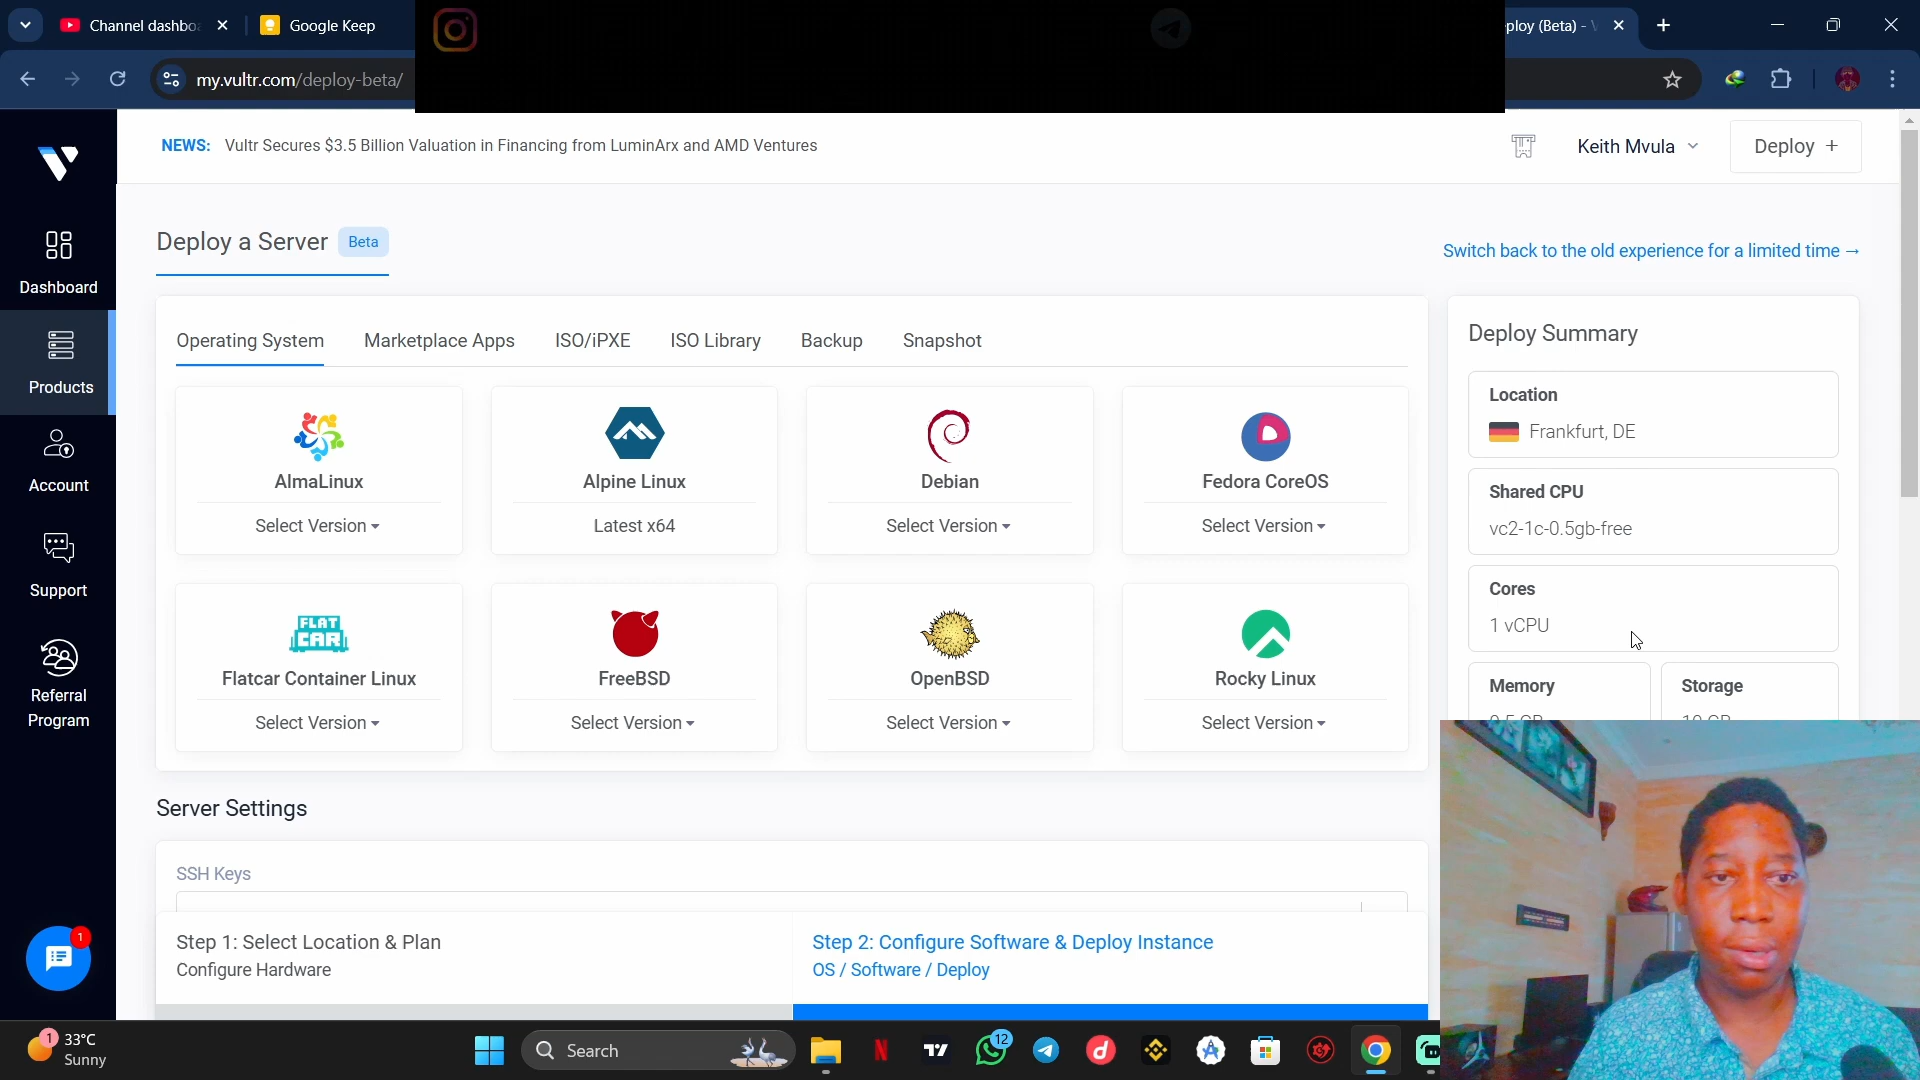 Channel dashbo
Google Keep
ploy (Beta) - V
my.vultr.com/deploy-beta/
NEWS: Vultr Secures $3.5 Billion Valuation in Financing from LuminArx and AMD Ventures
Keith Mvula
Deploy +
Dashboard
Products
Account
Support
Referral
Program
1
Deploy a Server
Beta
Switch back to the old experience for a limited time →
Operating System
Marketplace Apps
ISO/iPXE
ISO Library
Backup
Snapshot
AlmaLinux
Select Version
Alpine Linux
Latest x64
Debian
Select Version
Fedora CoreOS
Select Version
FLAT
CAR
Flatcar Container Linux
Select Version
FreeBSD
Select Version
OpenBSD
Select Version
Rocky Linux
Select Version
Deploy Summary
Location
Frankfurt, DE
Shared CPU
vc2-1c-0.5gb-free
Cores
1 vCPU
Memory
0.5 GB
Storage
10 GB
Server Settings
SSH Keys
Step 1: Select Location & Plan
Configure Hardware
Step 2: Configure Software & Deploy Instance
OS / Software / Deploy
1
33°C
Sunny
Search
12